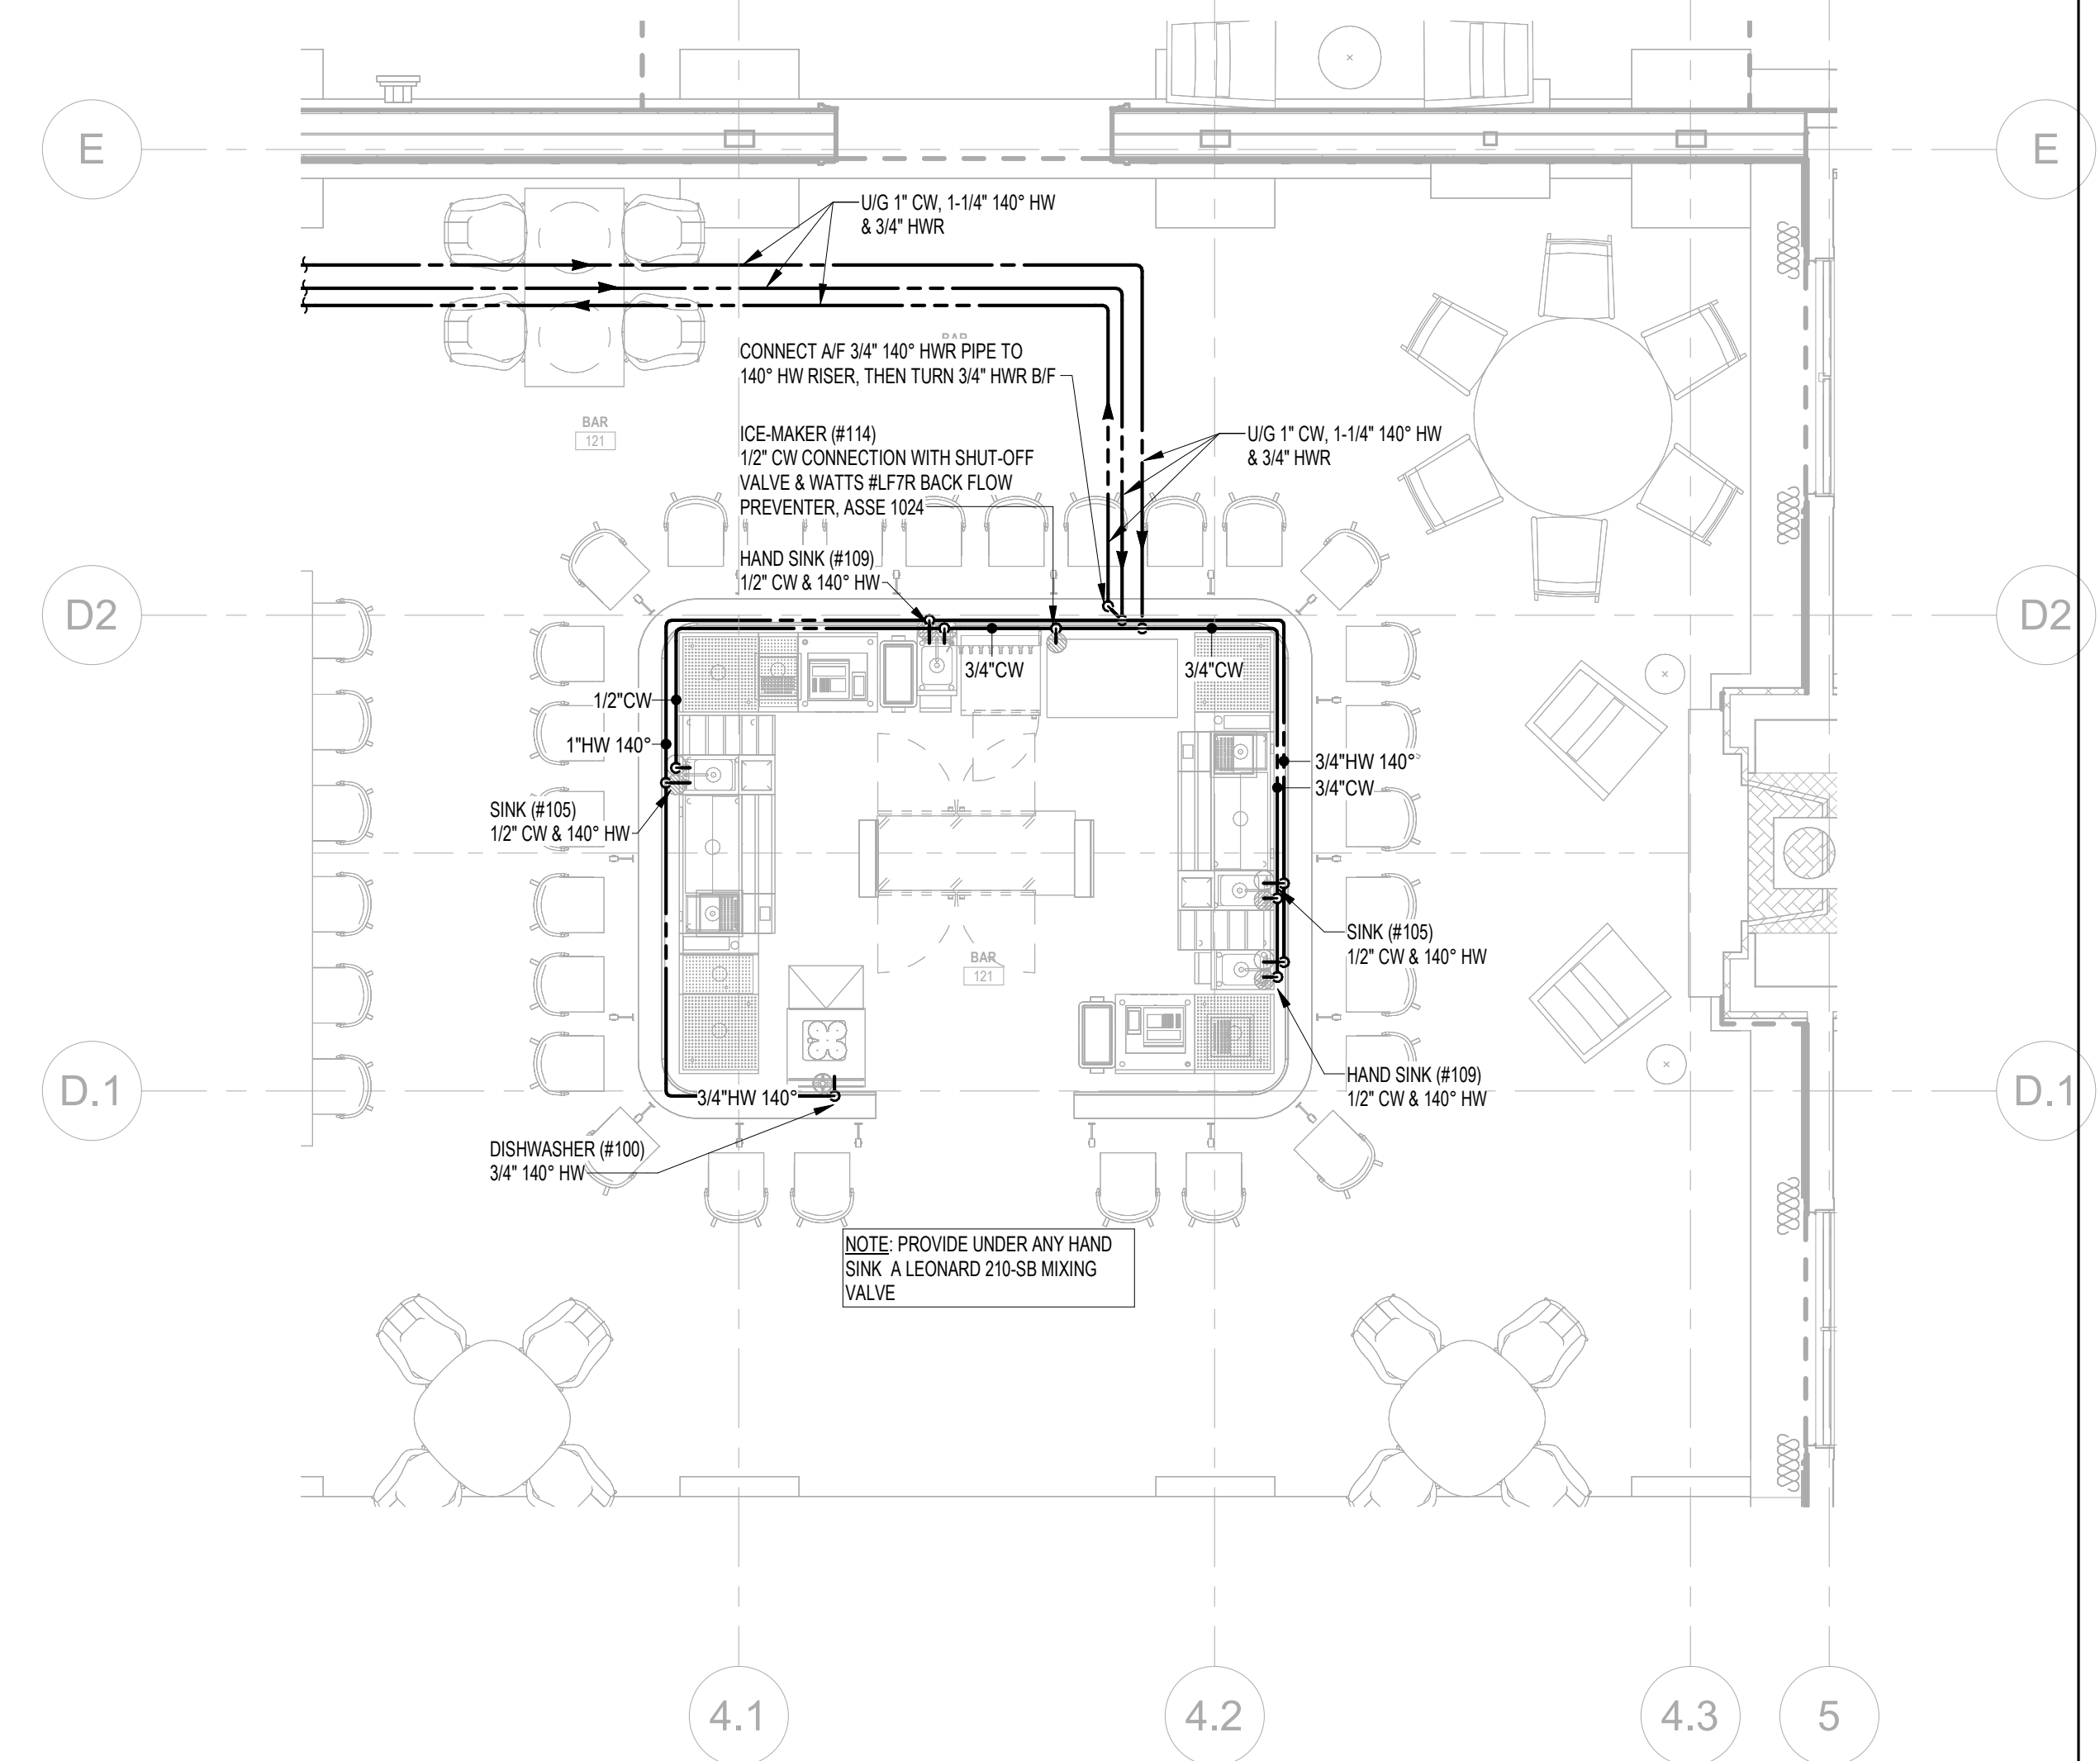 E
E
U/G 1" CW, 1-1/4" 140° HW
& 3/4" HWR
BAR
CONNECT A/F 3/4" 140° HWR PIPE TO
140° HW RISER, THEN TURN 3/4" HWR B/F
BAR
121
ICE-MAKER (#114)
1/2" CW CONNECTION WITH SHUT-OFF
VALVE & WATTS #LF7R BACK FLOW
PREVENTER, ASSE 1024
U/G 1" CW, 1-1/4" 140° HW
& 3/4" HWR
HAND SINK (#109)
1/2" CW & 140° HW
D2
D2
3/4"CW
3/4"CW
1/2"CW
1"HW 140°
3/4"HW 140°
3/4"CW
SINK (#105)
1/2" CW & 140° HW
SINK (#105)
1/2" CW & 140° HW
BAR
121
HAND SINK (#109)
1/2" CW & 140° HW
D.1
D.1
3/4"HW 140°
DISHWASHER (#100)
3/4" 140° HW
NOTE: PROVIDE UNDER ANY HAND
SINK A LEONARD 210-SB MIXING
VALVE
4.1
4.2
4.3
5